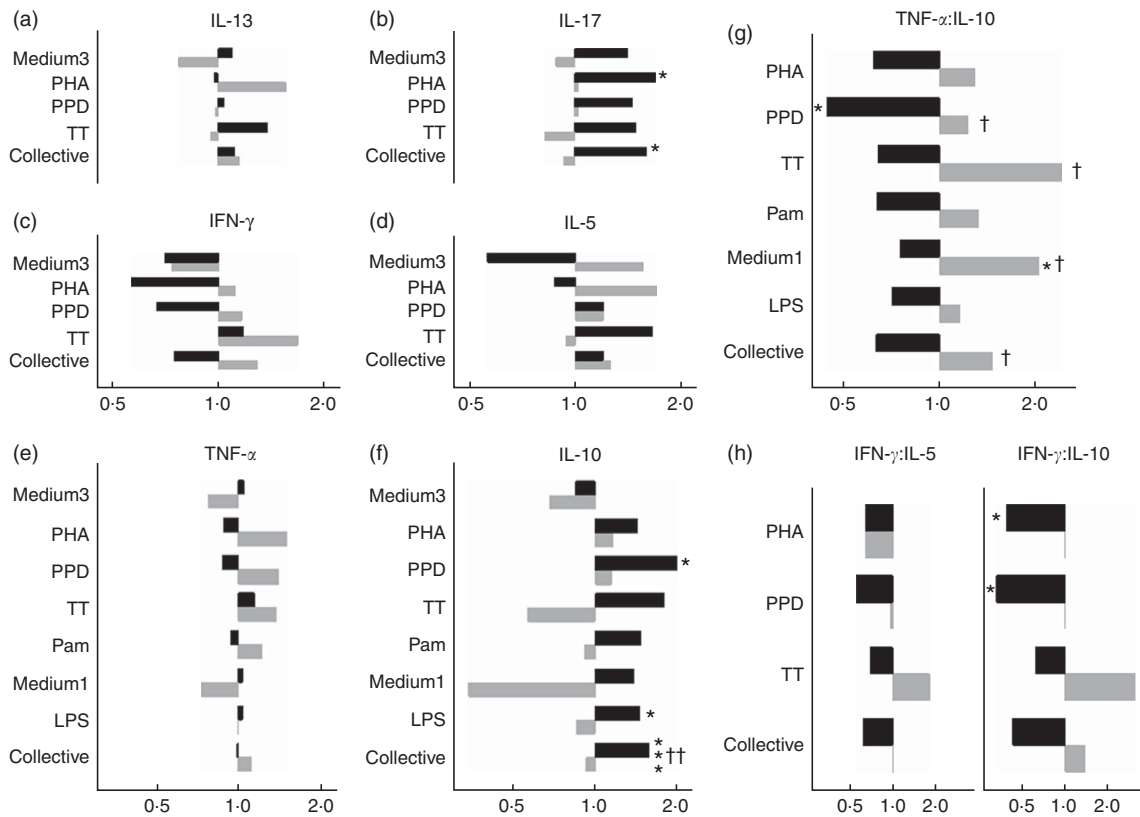 (a) IL-13
Medium3
PHA
PPD
TT
Collective
(b) IL-17
Medium3
PHA *
PPD
TT
Collective *
(c) IFN-γ
Medium3
PHA
PPD
TT
Collective
0·5 1·0 2·0
(d) IL-5
Medium3
PHA
PPD
TT
Collective
0·5 1·0 2·0
(e) TNF-α
Medium3
PHA
PPD
TT
Pam
Medium1
LPS
Collective
0·5 1·0 2·0
(f) IL-10
Medium3
PHA
PPD *
TT
Pam
Medium1
LPS *
Collective * * * ††
0·5 1·0 2·0
(g) TNF-α:IL-10
PHA
PPD * †
TT †
Pam
Medium1 * †
LPS
Collective †
0·5 1·0 2·0
(h) IFN-γ:IL-5 IFN-γ:IL-10
PHA *
PPD *
TT
Collective
0·5 1·0 2·0 0·5 1·0 2·0